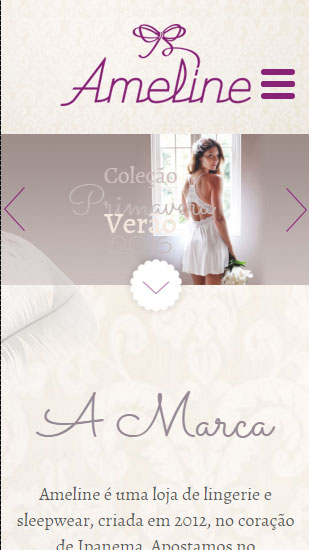 Ameline
Coleção
Primavera
Verão
A Marca
Ameline é uma loja de lingerie e
sleepwear, criada em 2012, no coração
de Ipanema. Apostamos no